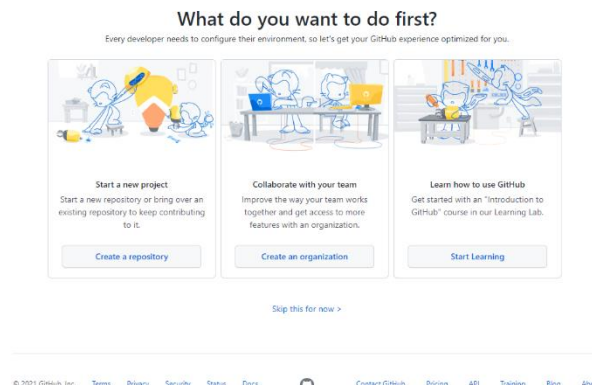 What do you want to do first?
Every developer needs to configure their environment, so let's get your GitHub experience optimized for you.
Start a new project
Start a new repository or bring over an
existing repository to keep contributing
to it.
Create a repository
Collaborate with your team
Improve the way your team works
together and get access to more
features with an organization.
Create an organization
Learn how to use GitHub
Get started with an "Introduction to
GitHub" course in our Learning Lab.
Start Learning
Skip this for now >
© 2021 GitHub, Inc. Terms Privacy Security Status Docs Contact GitHub Pricing API Training Blog